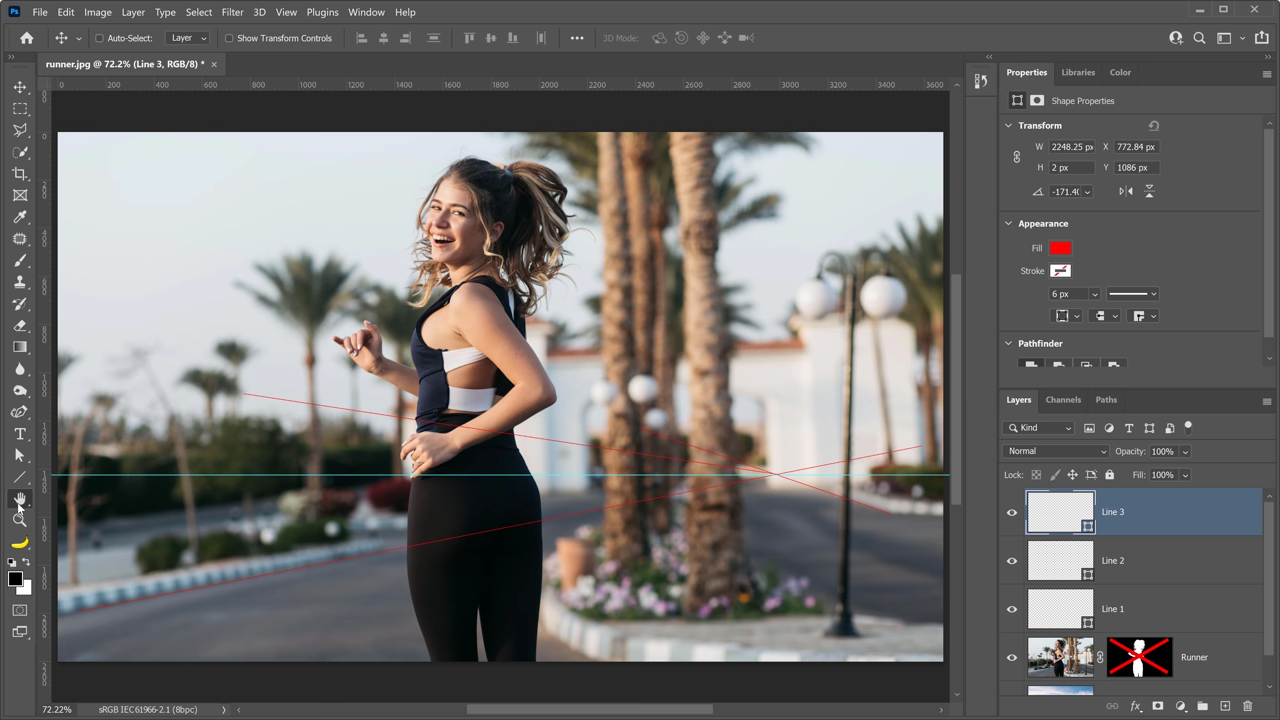 Ps File Edit Image Layer Type Select Filter 3D View Plugins Window Help
Auto-Select: Layer Show Transform Controls 3D Mode:
runner.jpg @ 72.2% (Line 3, RGB/8) *
0 200 400 600 800 1000 1200 1400 1600 1800 2000 2200 2400 2600 2800 3000 3200 3400 3600
Properties Libraries Color
Shape Properties
Transform
W 2248.25 px X 772.84 px
H 2 px Y 1086 px
-171.4(
Appearance
Fill
Stroke
6 px
Pathfinder
Layers Channels Paths
Kind
Normal Opacity: 100%
Lock: Fill: 100%
Line 3
Line 2
Line 1
Runner
72.22% sRGB IEC61966-2.1 (8bpc)